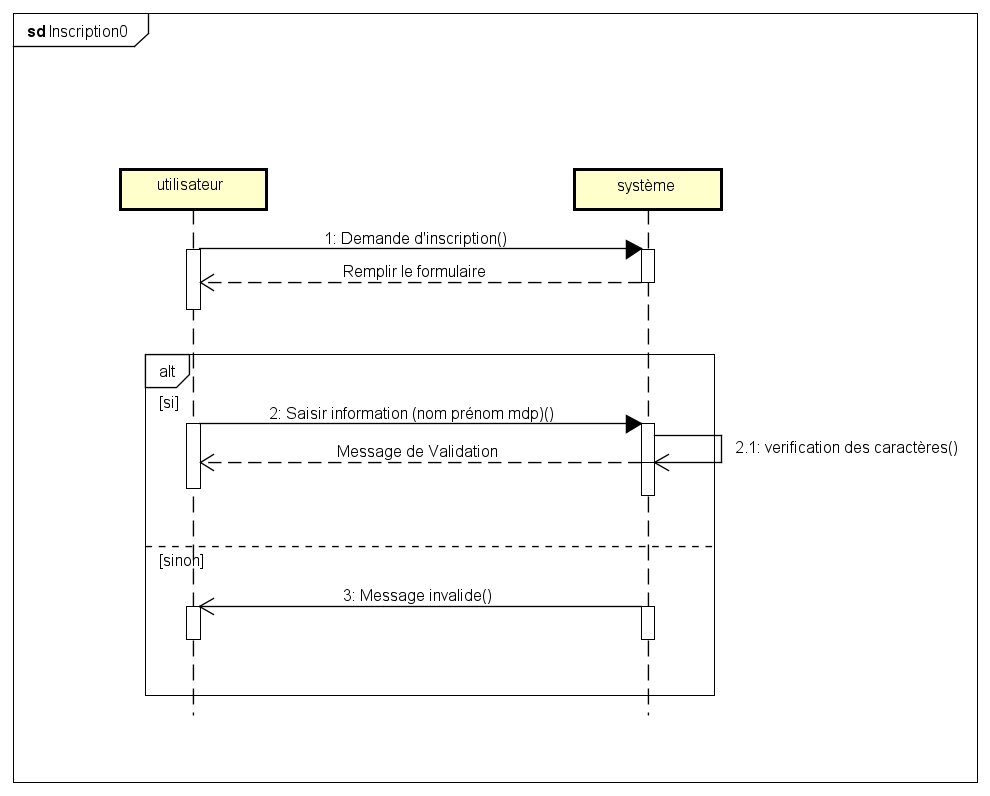 sd Inscription0
utilisateur
système
1: Demande d'inscription()
Remplir le formulaire
alt
[si]
2: Saisir information (nom prénom mdp)()
2.1: verification des caractères()
Message de Validation
[sinon]
3: Message invalide()